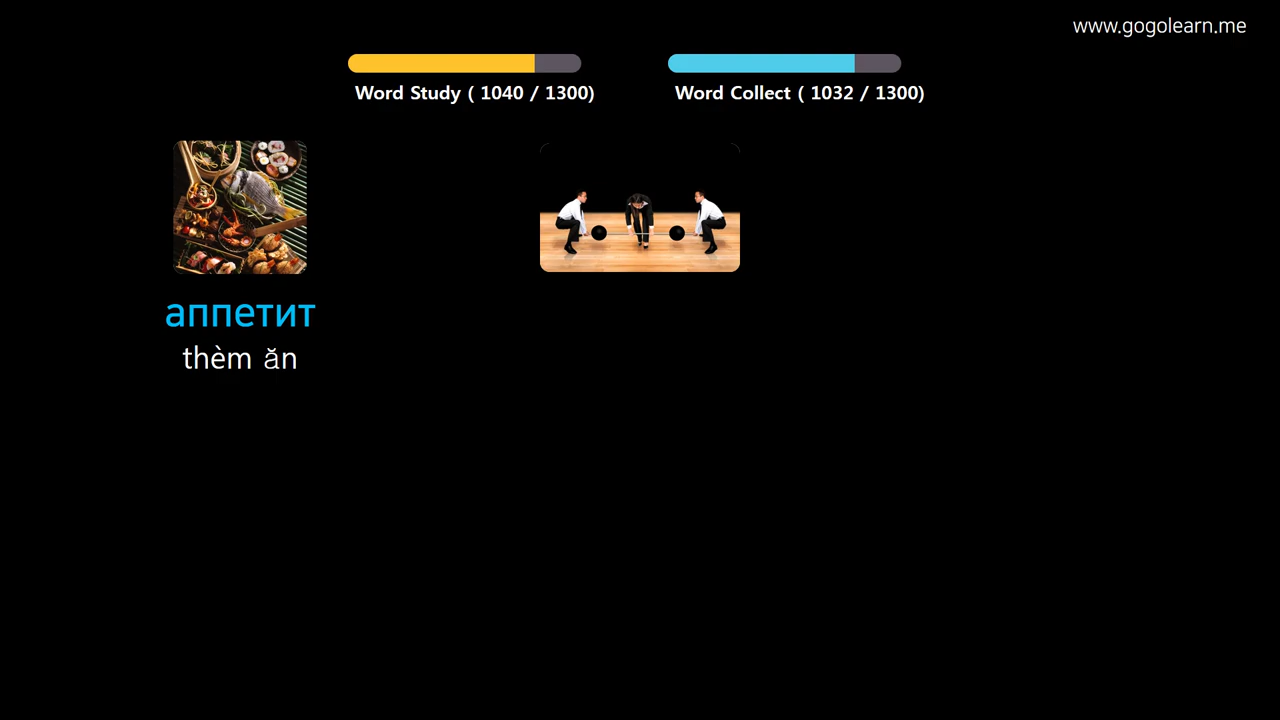 www.gogolearn.me
Word Study ( 1040 / 1300)
Word Collect ( 1032 / 1300)
аппетит
thèm ăn